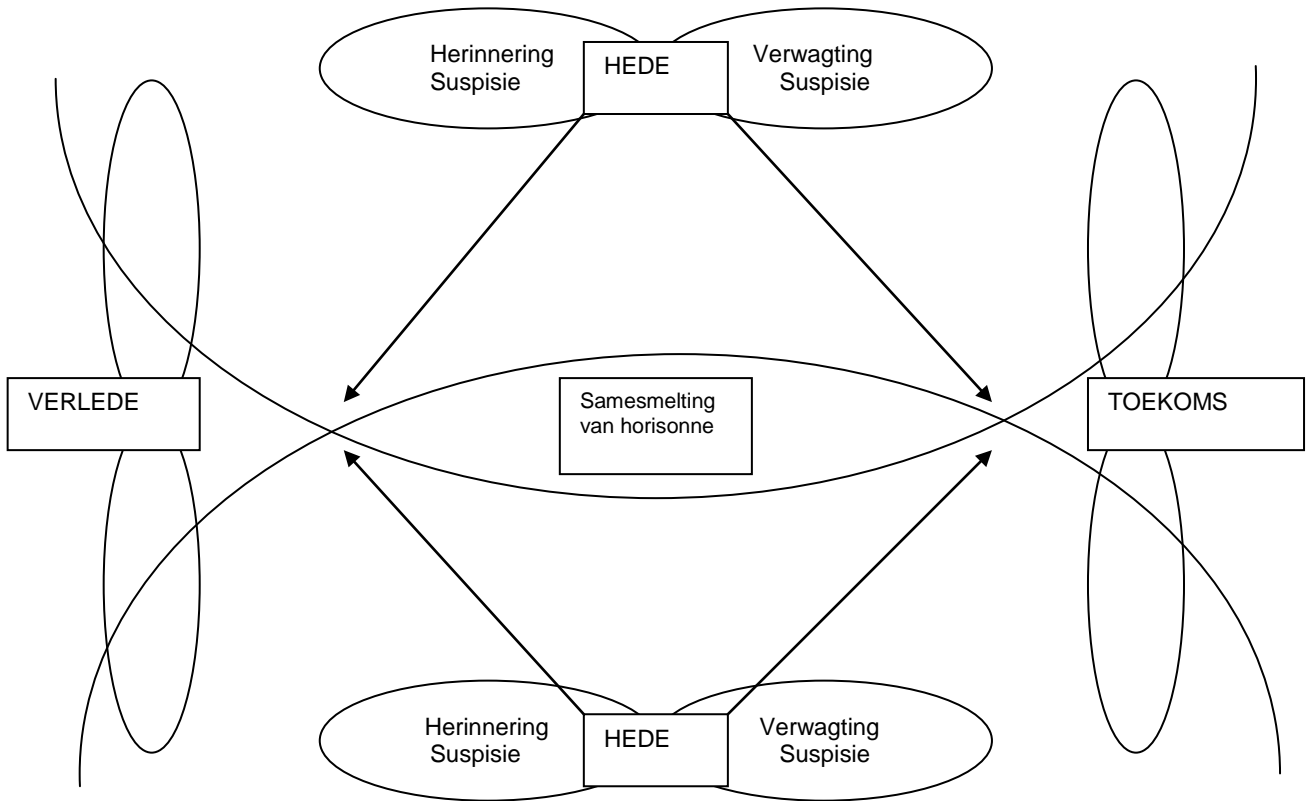 Herinnering
Suspisie
HEDE
Verwagting
Suspisie
VERLEDE
Samesmelting
van horisonne
TOEKOMS
Herinnering
Suspisie
HEDE
Verwagting
Suspisie